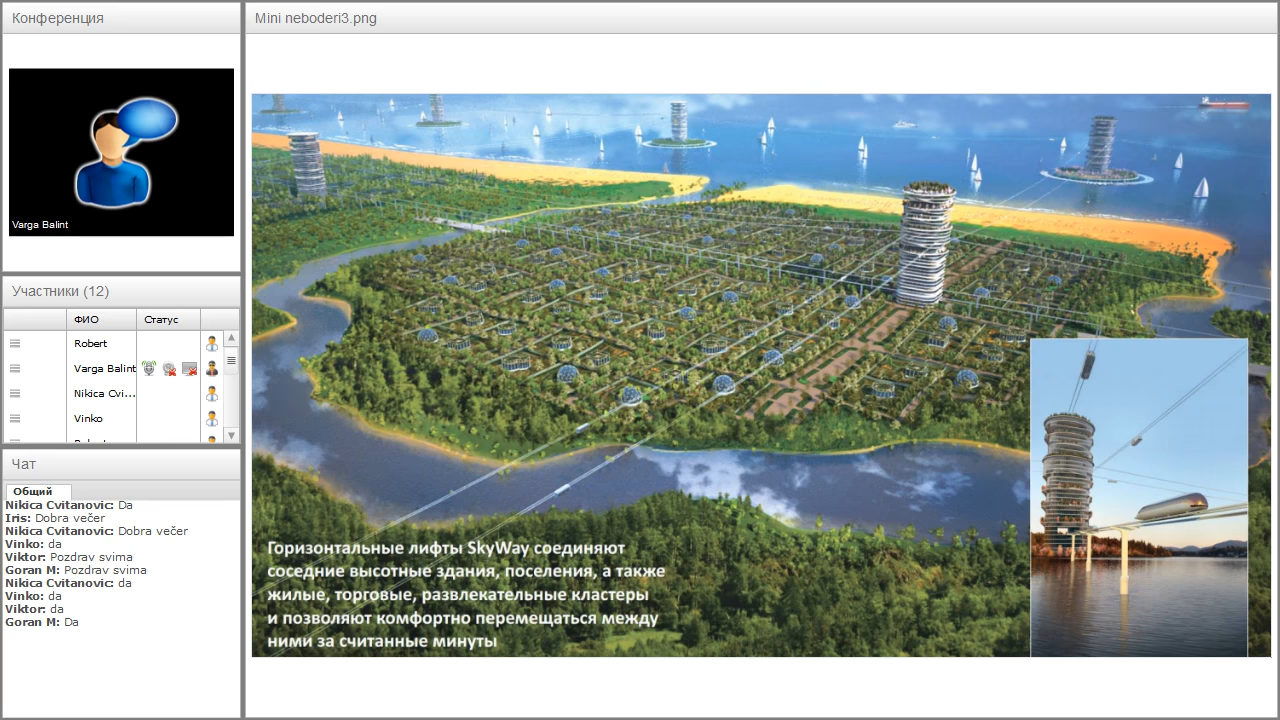 Конференция
Varga Balint
Участники (12)
ФИО Статус
Robert
Varga Balint
Nikica Cvi...
Vinko
Чат
Общий
Nikica Cvitanovic: Da
Iris: Dobra večer
Nikica Cvitanovic: Dobra večer
Vinko: da
Viktor: Pozdrav svima
Goran M: Pozdrav svima
Nikica Cvitanovic: da
Vinko: da
Viktor: da
Goran M: Da
Mini neboderi3.png
Горизонтальные лифты SkyWay соединяют
соседние высотные здания, поселения, а также
жилые, торговые, развлекательные кластеры
и позволяют комфортно перемещаться между
ними за считанные минуты